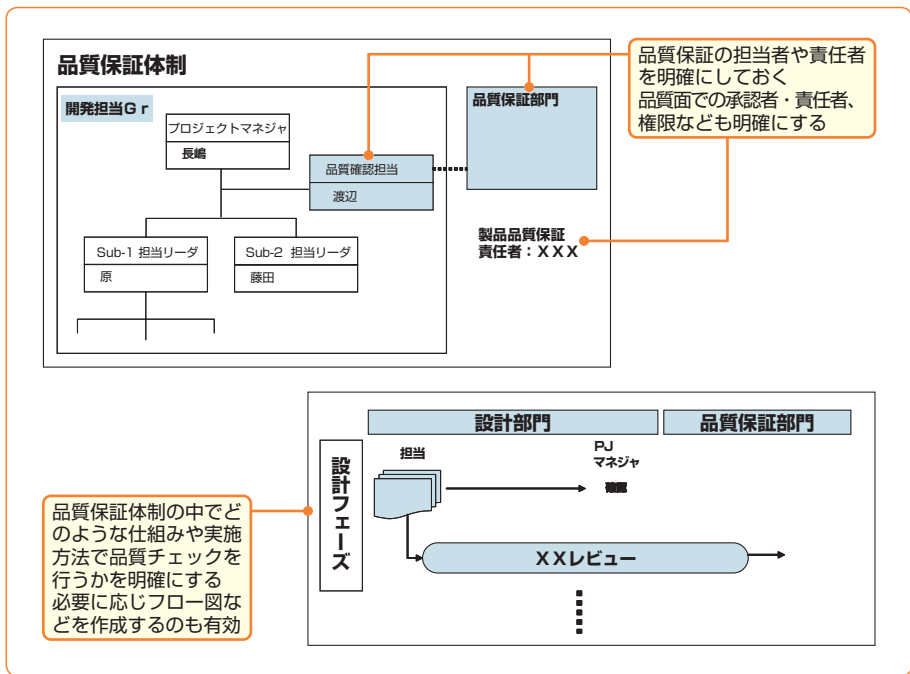 品質保証体制
開発担当Gr
プロジェクトマネジャ
長嶋
品質確認担当
渡辺
Sub-1 担当リーダ
原
Sub-2 担当リーダ
藤田
品質保証部門
製品品質保証
責任者：ＸＸＸ
品質保証の担当者や責任者
を明確にしておく
品質面での承認者・責任者、
権限なども明確にする
設計部門
品質保証部門
設計フェーズ
担当
PJ
マネジャ
確認
ＸＸレビュー
品質保証体制の中でど
のような仕組みや実施
方法で品質チェックを
行うかを明確にする
必要に応じフロー図な
どを作成するのも有効